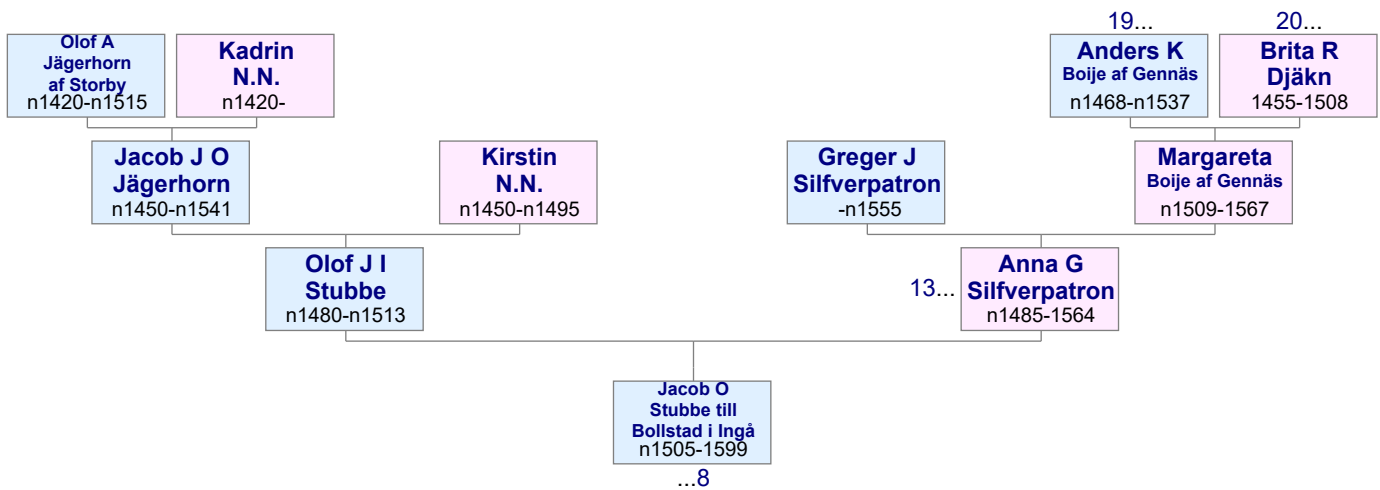 19...
20...
Olof A
Jägerhorn
af Storby
n1420-n1515
Kadrin
N.N.
n1420-
Anders K
Boije af Gennäs
n1468-n1537
Brita R
Djäkn
1455-1508
Jacob J O
Jägerhorn
n1450-n1541
Kirstin
N.N.
n1450-n1495
Greger J
Silfverpatron
-n1555
Margareta
Boije af Gennäs
n1509-1567
Olof J I
Stubbe
n1480-n1513
13...
Anna G
Silfverpatron
n1485-1564
Jacob O
Stubbe till
Bollstad i Ingå
n1505-1599
...8